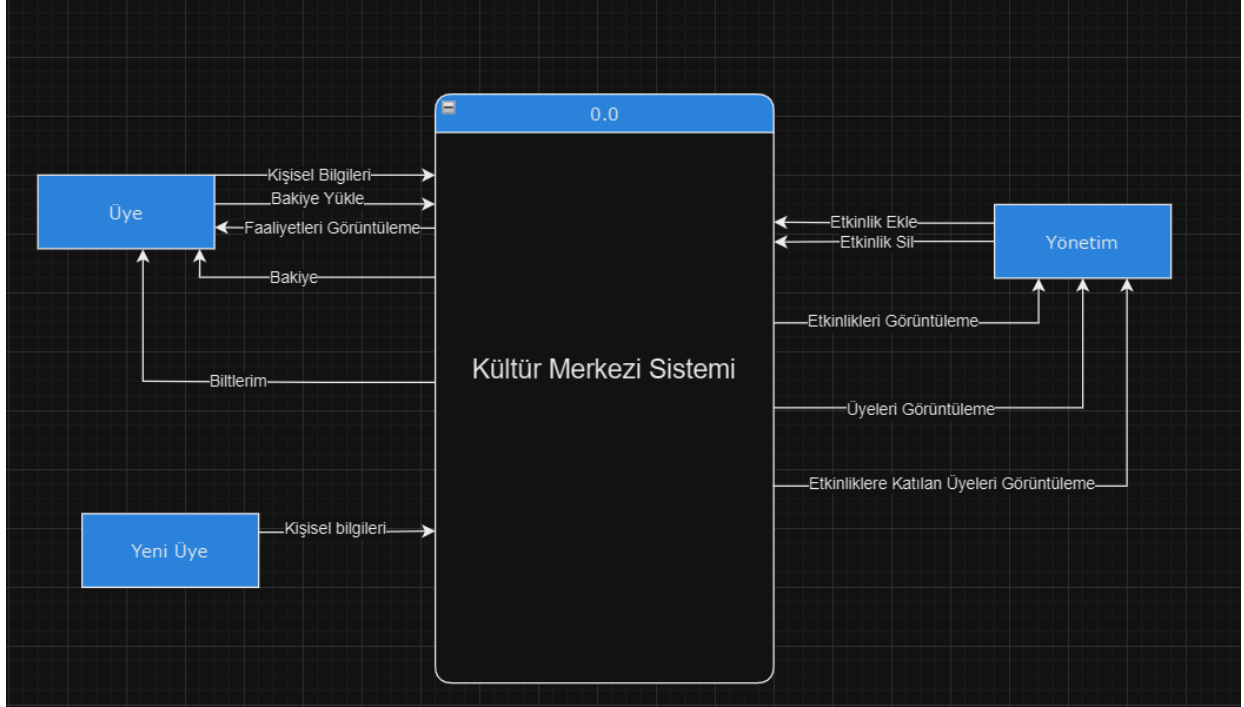 0.0
Kişisel Bilgileri
Bakiye Yükle
Üye
Faaliyetleri Görüntüleme
Etkinlik Ekle
Etkinlik Sil
Yönetim
Bakiye
Etkinlikleri Görüntüleme
Kültür Merkezi Sistemi
Biltlerim
Üyeleri Görüntüleme
Etkinliklere Katılan Üyeleri Görüntüleme
Kişisel bilgileri
Yeni Üye